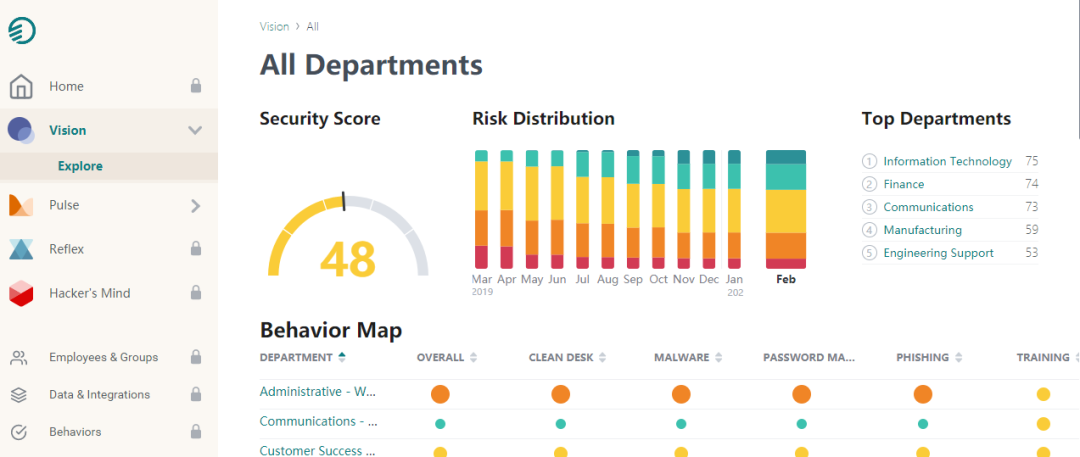 Vision > All
All Departments
Home
Vision
Explore
Pulse
Reflex
Hacker's Mind
Employees & Groups
Data & Integrations
Behaviors
Security Score
48
Risk Distribution
Mar Apr May Jun Jul Aug Sep Oct Nov Dec Jan Feb
2019 202
Top Departments
1 Information Technology 75
2 Finance 74
3 Communications 73
4 Manufacturing 59
5 Engineering Support 53
Behavior Map
DEPARTMENT OVERALL CLEAN DESK MALWARE PASSWORD MA... PHISHING TRAINING
Administrative - W...
Communications - ...
Customer Success ...